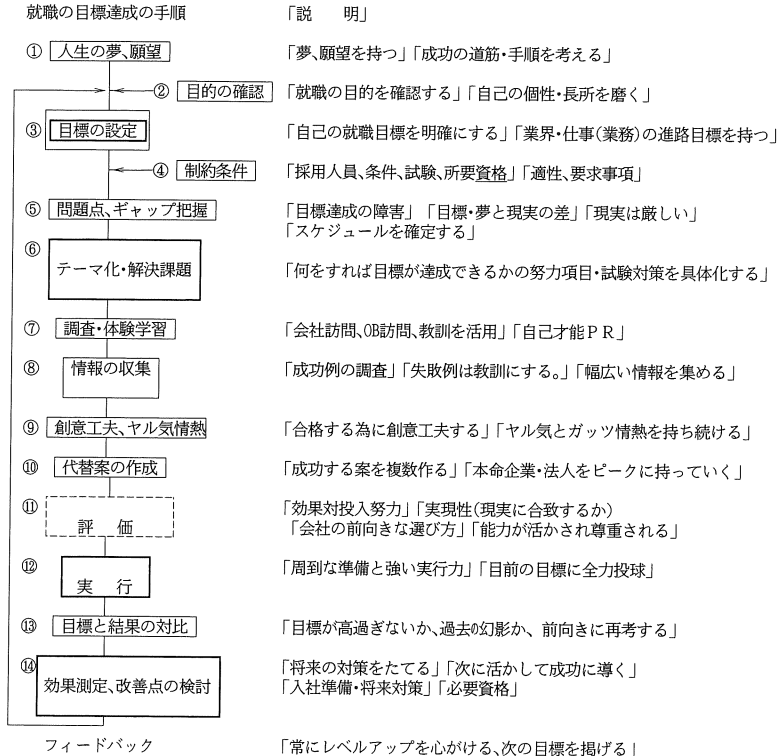 就職の目標達成の手順 「説　明」
① 人生の夢、願望 「夢、願望を持つ」「成功の道筋・手順を考える」
② 目的の確認 「就職の目的を確認する」「自己の個性・長所を磨く」
③ 目標の設定 「自己の就職目標を明確にする」「業界・仕事(業務)の進路目標を持つ」
④ 制約条件 「採用人員、条件、試験、所要資格」「適性、要求事項」
⑤ 問題点、ギャップ把握 「目標達成の障害」「目標・夢と現実の差」「現実は厳しい」
「スケジュールを確定する」
⑥ テーマ化・解決課題 「何をすれば目標が達成できるかの努力項目・試験対策を具体化する」
⑦ 調査・体験学習 「会社訪問、OB訪問、教訓を活用」「自己才能PR」
⑧ 情報の収集 「成功例の調査」「失敗例は教訓にする。」「幅広い情報を集める」
⑨ 創意工夫、ヤル気情熱 「合格する為に創意工夫する」「ヤル気とガッツ情熱を持ち続ける」
⑩ 代替案の作成 「成功する案を複数作る」「本命企業・法人をピークに持っていく」
⑪ 評　価 「効果対投入努力」「実現性(現実に合致するか)
「会社の前向きな選び方」「能力が活かされ尊重される」
⑫ 実　行 「周到な準備と強い実行力」「目前の目標に全力投球」
⑬ 目標と結果の対比 「目標が高過ぎないか、過去の幻影か、前向きに再考する」
⑭ 効果測定、改善点の検討 「将来の対策をたてる」「次に活かして成功に導く」
「入社準備・将来対策」「必要資格」
フィードバック 「常にレベルアップを心がける、次の目標を掲げる」